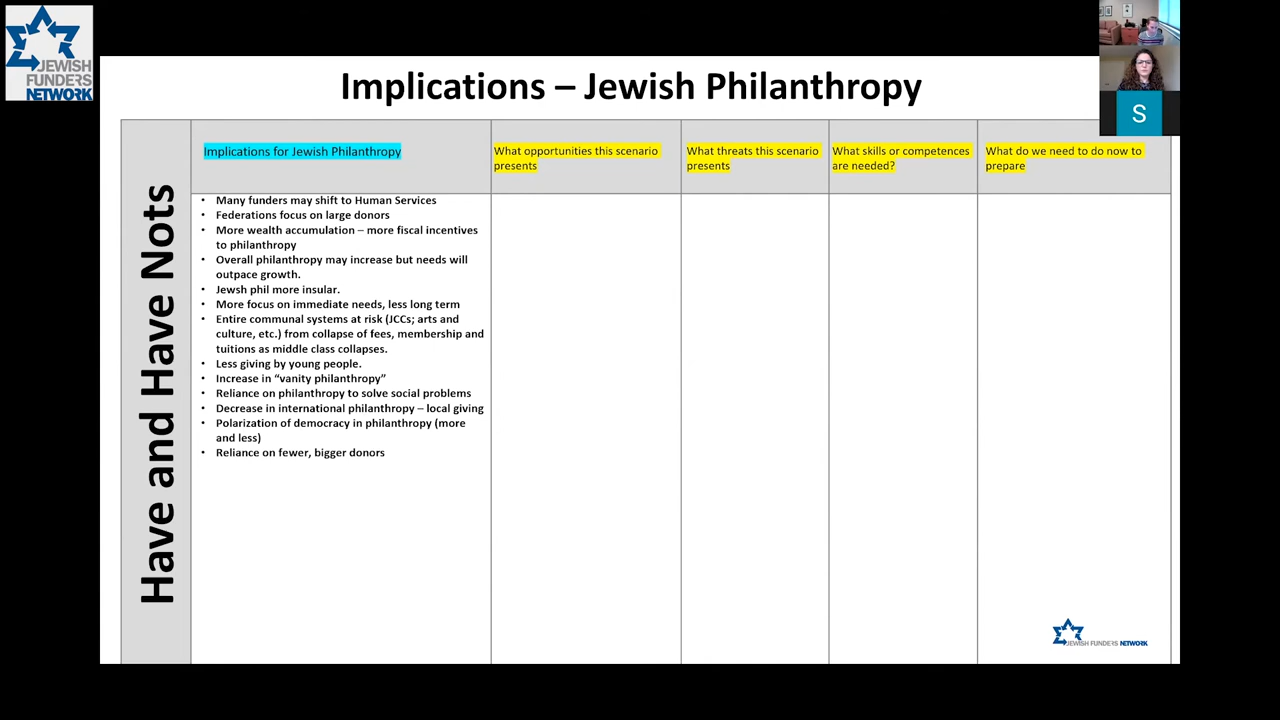 JEWISH
FUNDERS
NETWORK
Implications – Jewish Philanthropy
S
Have and Have Nots
Implications for Jewish Philanthropy
What opportunities this scenario
presents
What threats this scenario
presents
What skills or competences
are needed?
What do we need to do now to
prepare
• Many funders may shift to Human Services
• Federations focus on large donors
• More wealth accumulation – more fiscal incentives
to philanthropy
• Overall philanthropy may increase but needs will
outpace growth.
• Jewsh phil more insular.
• More focus on immediate needs, less long term
• Entire communal systems at risk (JCCs; arts and
culture, etc.) from collapse of fees, membership and
tuitions as middle class collapses.
• Less giving by young people.
• Increase in “vanity philanthropy”
• Reliance on philanthropy to solve social problems
• Decrease in international philanthropy – local giving
• Polarization of democracy in philanthropy (more
and less)
• Reliance on fewer, bigger donors
JEWISH FUNDERS NETWORK